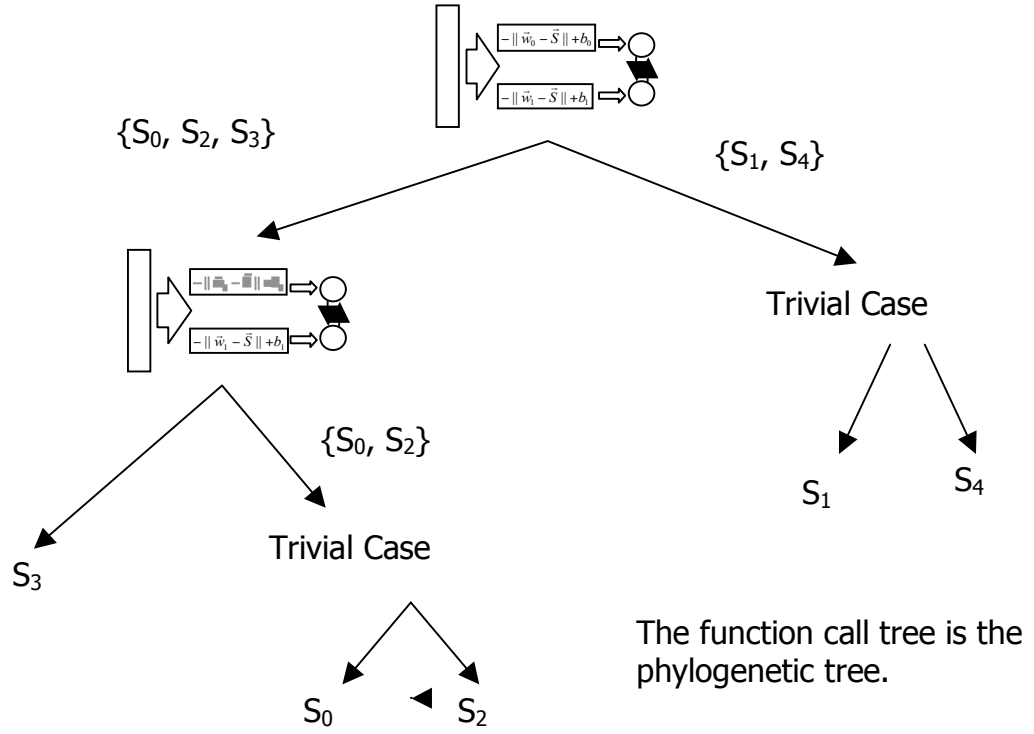 −|| w⃗₀ − S⃗ || +b₀
−|| w⃗₁ − S⃗ || +b₁
{S₀, S₂, S₃}
{S₁, S₄}
−|| w⃗₁ − S⃗ || +b₁
Trivial Case
{S₀, S₂}
S₁
S₄
Trivial Case
S₃
The function call tree is the
phylogenetic tree.
S₀
S₂